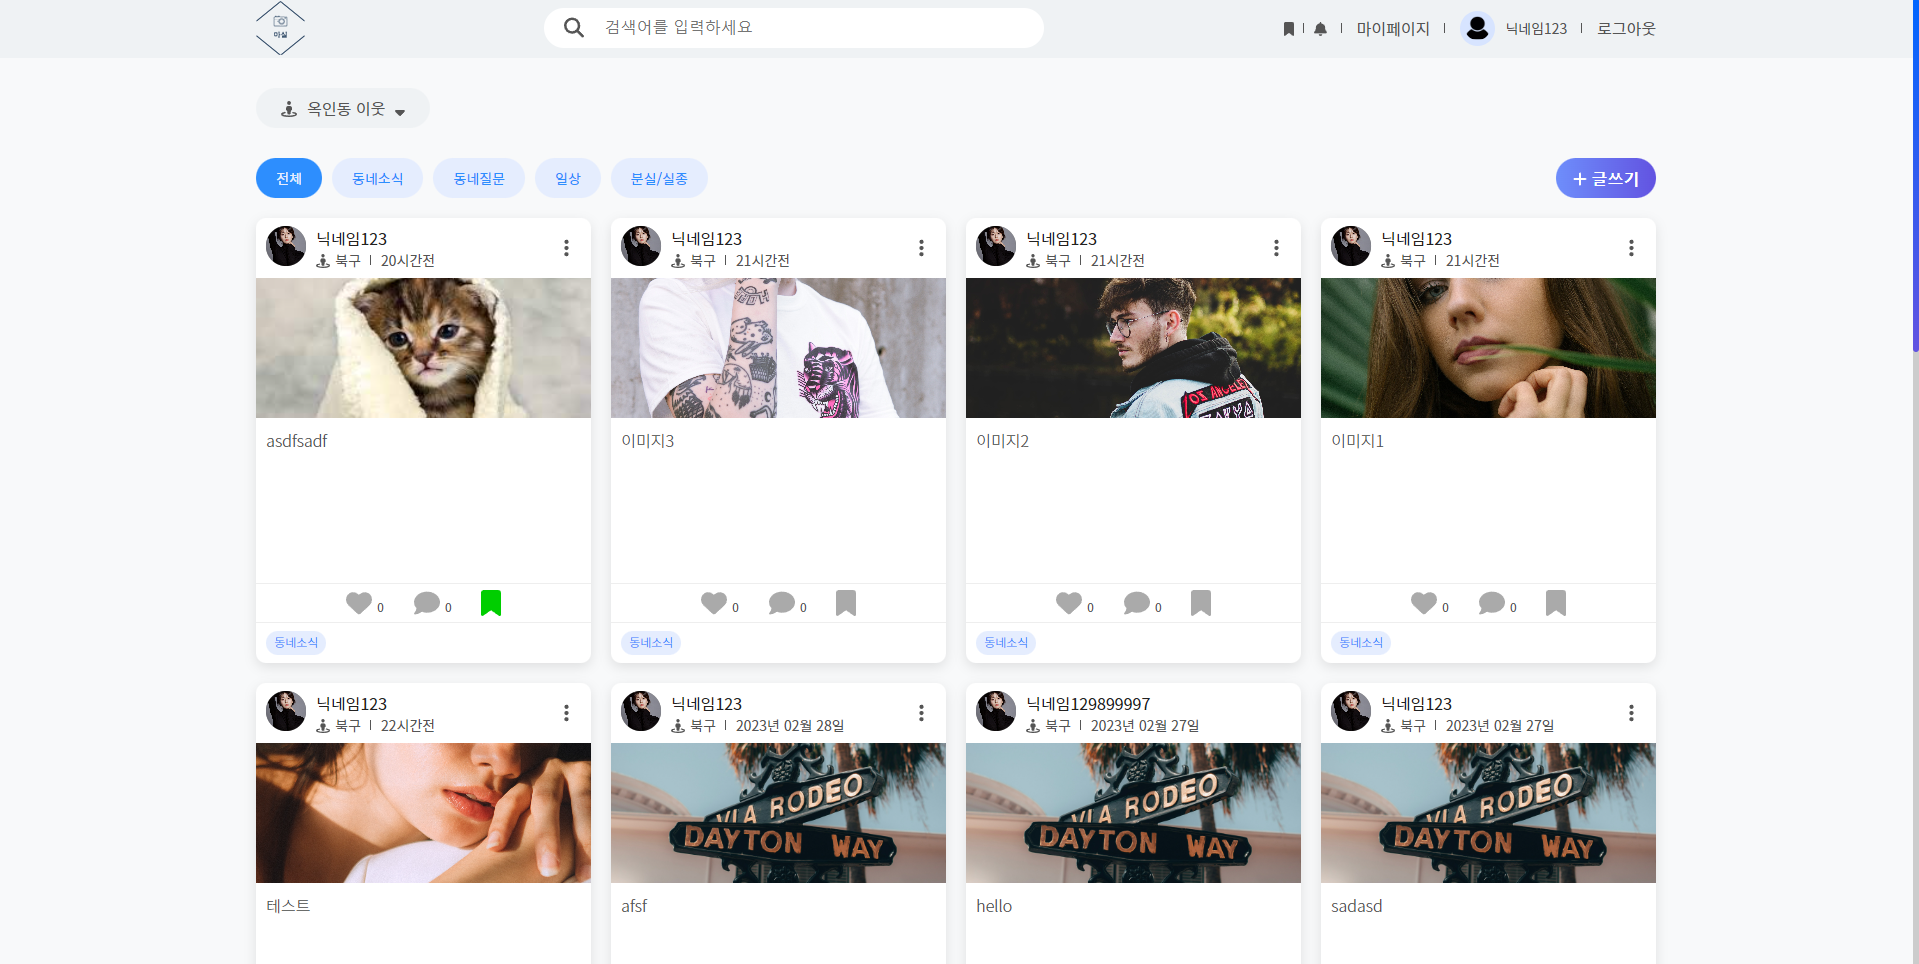 마실
검색어를 입력하세요
마이페이지
닉네임123
로그아웃
옥인동 이웃
전체
동네소식
동네질문
일상
분실/실종
+ 글쓰기
닉네임123
북구 | 20시간전
asdfsadf
0 0
동네소식
닉네임123
북구 | 21시간전
이미지3
0 0
동네소식
닉네임123
북구 | 21시간전
LOS ANGELES
이미지2
0 0
동네소식
닉네임123
북구 | 21시간전
이미지1
0 0
동네소식
닉네임123
북구 | 22시간전
테스트
닉네임123
북구 | 2023년 02월 28일
VIA RODEO
DAYTON WAY
afsf
닉네임129899997
북구 | 2023년 02월 27일
VIA RODEO
DAYTON WAY
hello
닉네임123
북구 | 2023년 02월 27일
VIA RODEO
DAYTON WAY
sadasd